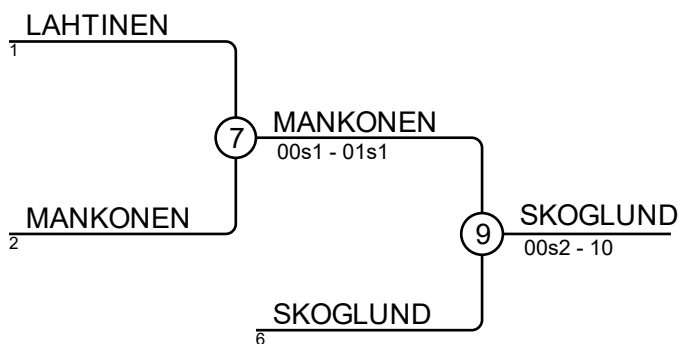 LAHTINEN
1
7
MANKONEN
00s1 - 01s1
MANKONEN
2
9
SKOGLUND
00s2 - 10
SKOGLUND
6